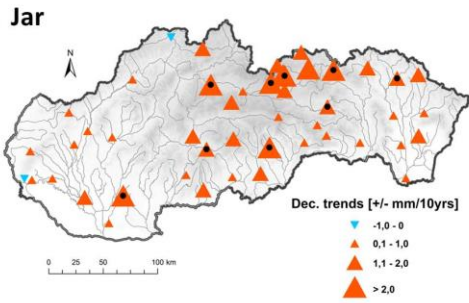 Jar
N
Dec. trends [+/- mm/10yrs]
-1,0 - 0
0,1 - 1,0
1,1 - 2,0
> 2,0
0 25 50 100 km